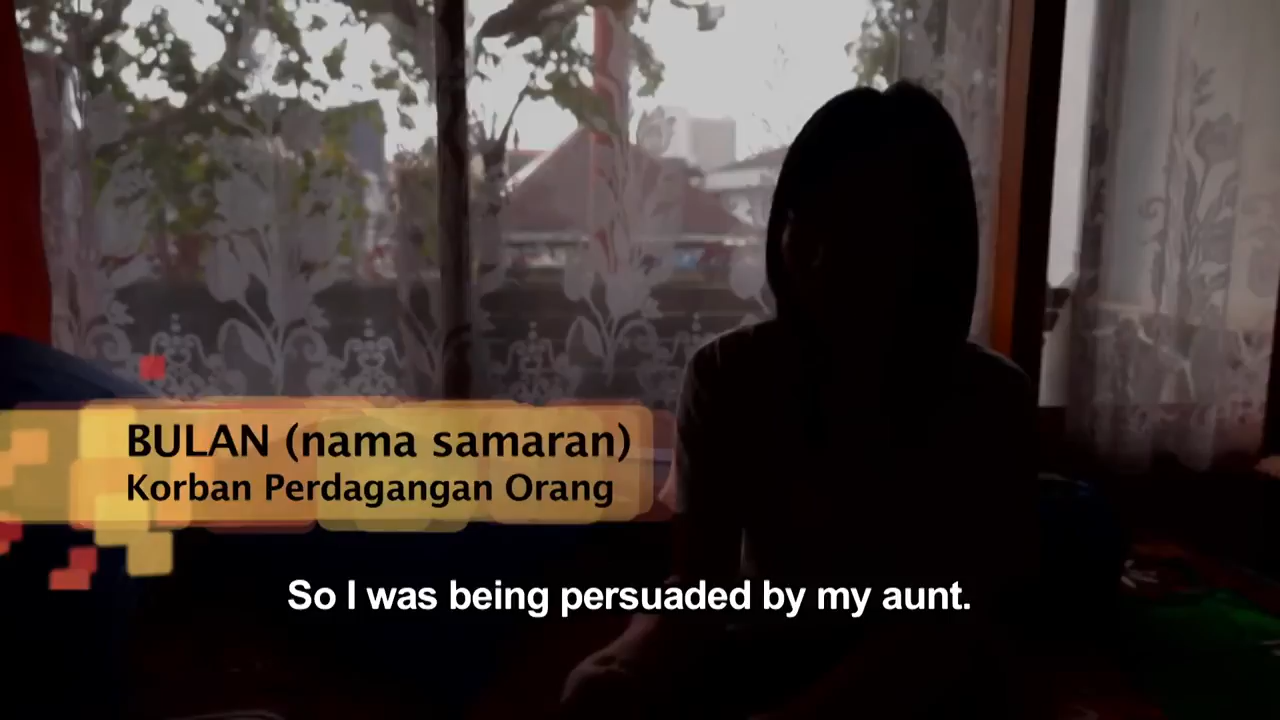 BULAN (nama samaran)
Korban Perdagangan Orang
So I was being persuaded by my aunt.